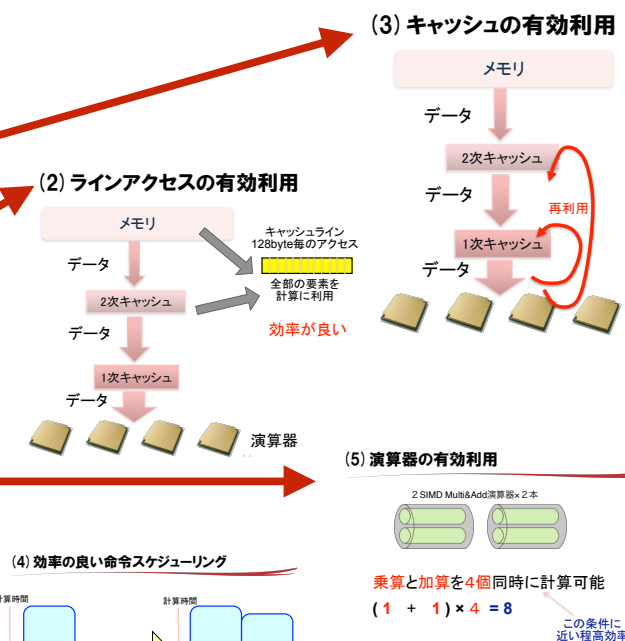 (3) キャッシュの有効利用
メモリ
データ
2次キャッシュ
データ
再利用
1次キャッシュ
データ
(2) ラインアクセスの有効利用
メモリ
キャッシュライン
128byte毎のアクセス
データ
全部の要素を
計算に利用
2次キャッシュ
効率が良い
データ
1次キャッシュ
データ
演算器
(5) 演算器の有効利用
2 SIMD Multi&Add演算器×2本
乗算と加算を4個同時に計算可能
(1 + 1) × 4 = 8
この条件に
近い程高効率
(4) 効率の良い命令スケジューリング
計算時間
計算時間